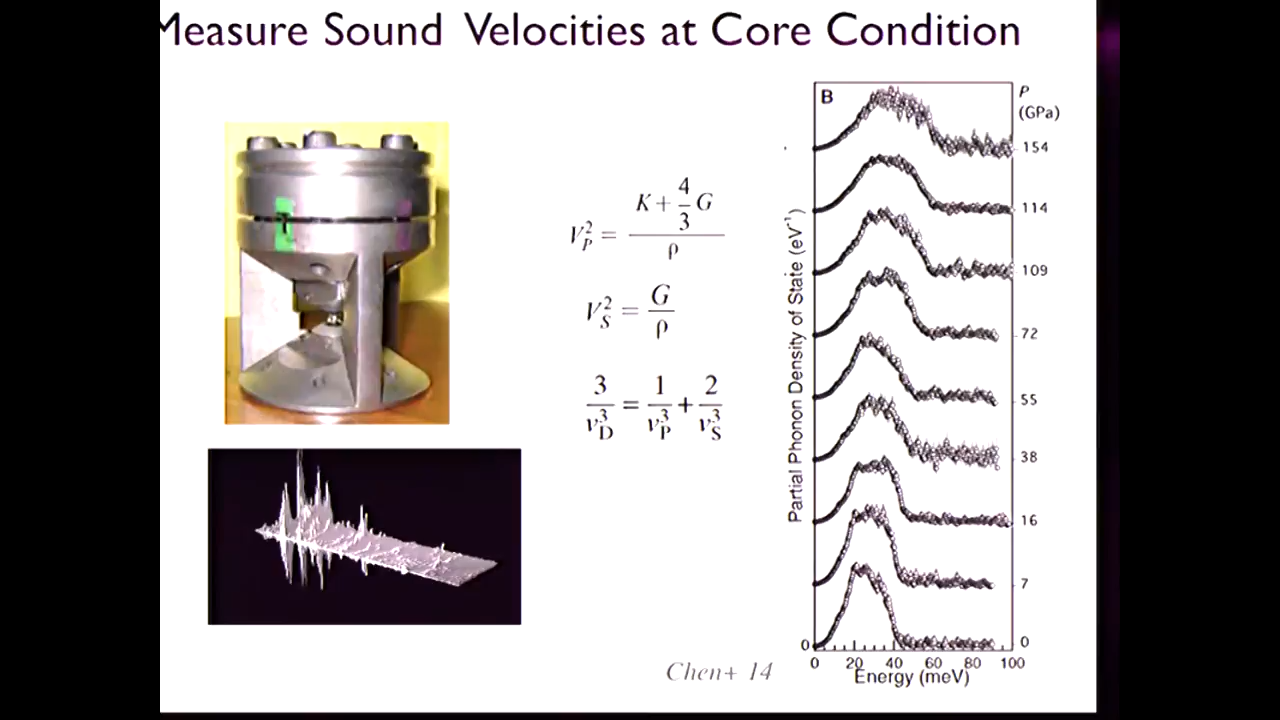 Measure Sound Velocities at Core Condition
V_P^2 = (K + 4/3 G) / ρ
V_S^2 = G / ρ
3 / v_D^3 = 1 / v_P^3 + 2 / v_S^3
Chen+ 14
B
P
(GPa)
154
114
109
72
55
38
16
7
0
Partial Phonon Density of State (eV⁻¹)
0
0 20 40 60 80 100
Energy (meV)